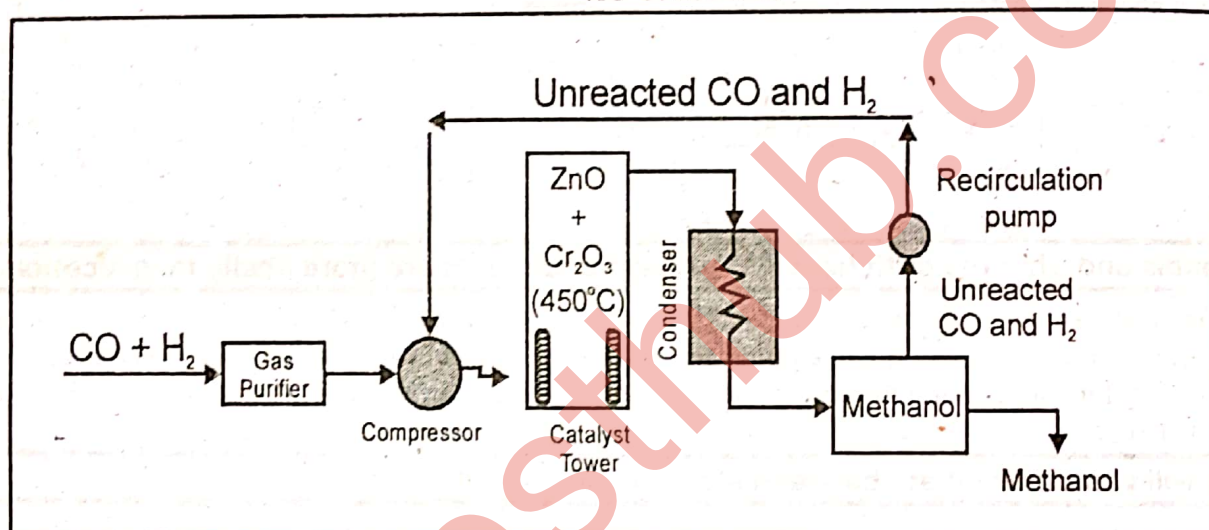 Unreacted CO and H₂
ZnO
+
Cr₂O₃
(450°C)
Recirculation
pump
Condenser
Unreacted
CO and H₂
CO + H₂
Gas
Purifier
Compressor
Catalyst
Tower
Methanol
Methanol